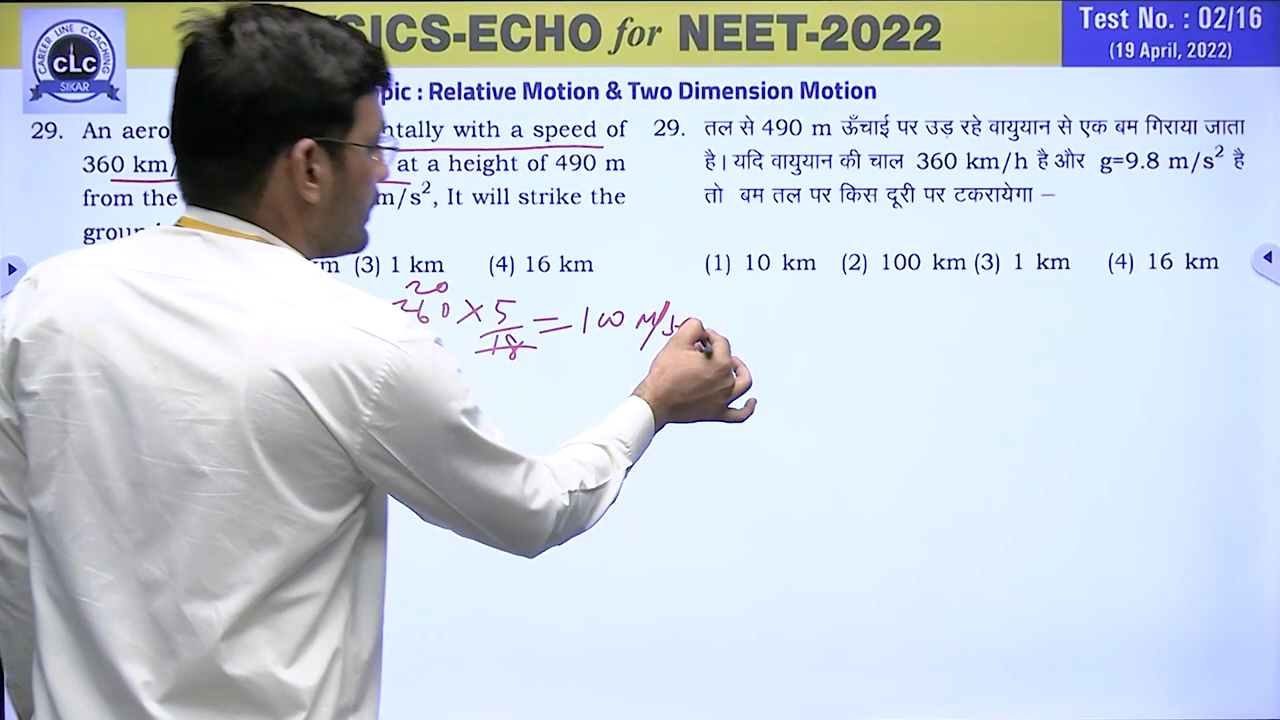 SICS-ECHO for NEET-2022
Test No. : 02/16
(19 April, 2022)
CAREER LINE COACHING
CLC
SIKAR
pic : Relative Motion & Two Dimension Motion
29. An aero ntally with a speed of
360 km/ at a height of 490 m
from the m/s², It will strike the
groun
m (3) 1 km (4) 16 km
20
360 × 5/18 = 100 m/s
29. तल से 490 m ऊँचाई पर उड़ रहे वायुयान से एक बम गिराया जाता
है। यदि वायुयान की चाल 360 km/h है और g=9.8 m/s² है
तो बम तल पर किस दूरी पर टकरायेगा –
(1) 10 km (2) 100 km (3) 1 km (4) 16 km